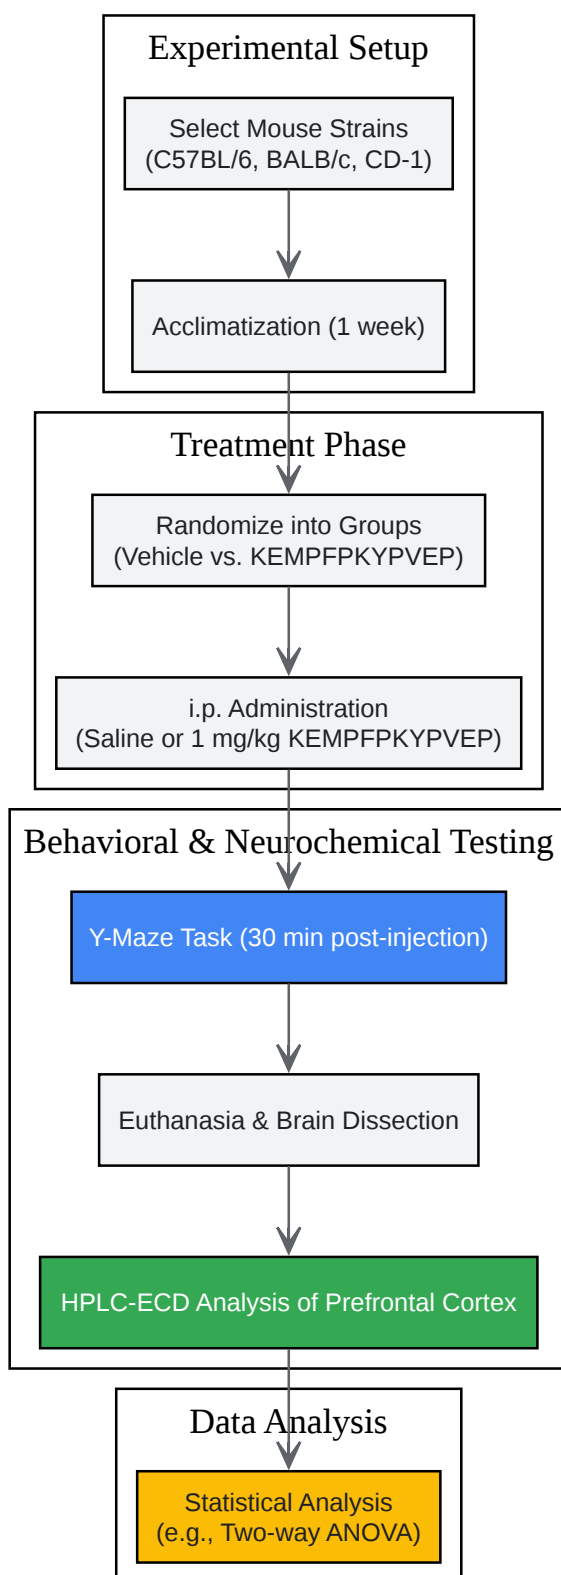 Experimental Setup
Select Mouse Strains
(C57BL/6, BALB/c, CD-1)
Acclimatization (1 week)
Treatment Phase
Randomize into Groups
(Vehicle vs. KEMPFPKYPVEP)
i.p. Administration
(Saline or 1 mg/kg KEMPFPKYPVEP)
Behavioral & Neurochemical Testing
Y-Maze Task (30 min post-injection)
Euthanasia & Brain Dissection
HPLC-ECD Analysis of Prefrontal Cortex
Data Analysis
Statistical Analysis
(e.g., Two-way ANOVA)